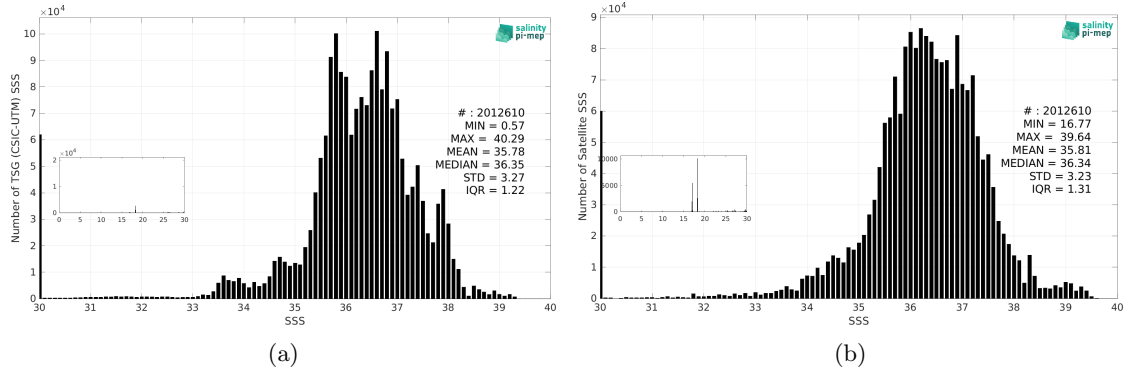 ×10^4
salinity
pi-mep
Number of TSG (CSIC-UTM) SSS
10
9
8
7
6
5
4
3
2
1
0
# : 2012610
MIN = 0.57
MAX = 40.29
MEAN = 35.78
MEDIAN = 36.35
STD = 3.27
IQR = 1.22
×10^4
2
1
0
0 5 10 15 20 25 30
30 31 32 33 34 35 36 37 38 39 40
SSS
(a)
×10^4
salinity
pi-mep
Number of Satellite SSS
9
8
7
6
5
4
3
2
1
0
# : 2012610
MIN = 16.77
MAX = 39.64
MEAN = 35.81
MEDIAN = 36.34
STD = 3.23
IQR = 1.31
10000
5000
0
0 5 10 15 20 25 30
30 31 32 33 34 35 36 37 38 39 40
SSS
(b)